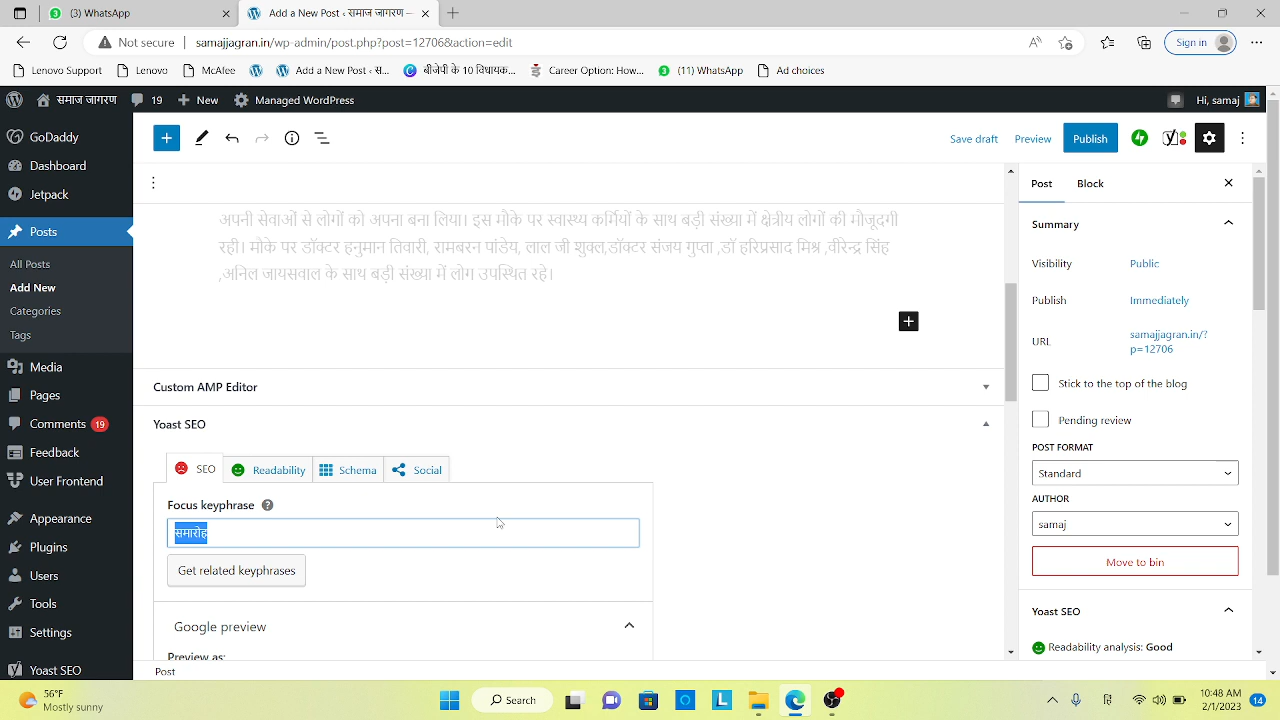 (3) WhatsApp
Add New Post ‹ समाज जागरण —
Not secure
samajjagran.in/wp-admin/post.php?post=12706&action=edit
Sign in
Lenovo Support
Lenovo
Add New Post ‹ स...
(11) WhatsApp
Career Option: How...
Ad choices
समाज जागरण
19
New
Managed WordPress
Hi, samaj
GoDaddy
Dashboard
Jetpack
Posts
All Posts
Add New
Categories
Tags
Media
Pages
Comments 19
Feedback
User Frontend
Appearance
Plugins
Users
Tools
Settings
Yoast SEO
Save draft
Preview
Publish
अपनी सेवाओं से लोगों को अपना बना लिया। इस मौके पर स्वास्थ्य कर्मियों के साथ बड़ी संख्या में क्षेत्रीय लोगों की मौजूदगी
रही। मौके पर डॉक्टर हनुमान तिवारी, रामबरन पांडेय, लाल जी शुक्ल,डॉक्टर संजय गुप्ता ,डॉ हरिप्रसाद मिश्र ,वीरेन्द्र सिंह
,अनिल जायसवाल के साथ बड़ी संख्या में लोग उपस्थित रहे।
Custom AMP Editor
Yoast SEO
SEO
Readability
Schema
Social
Focus keyphrase
समारोह
Get related keyphrases
Google preview
Preview as:
Post
Post
Block
Summary
Visibility
Public
Publish
Immediately
URL
samajjagran.in/?
p=12706
Stick to the top of the blog
Pending review
POST FORMAT
Standard
AUTHOR
samaj
Move to bin
Yoast SEO
Readability analysis: Good
56°F
Mostly sunny
Search
10:48 AM
2/1/2023
14